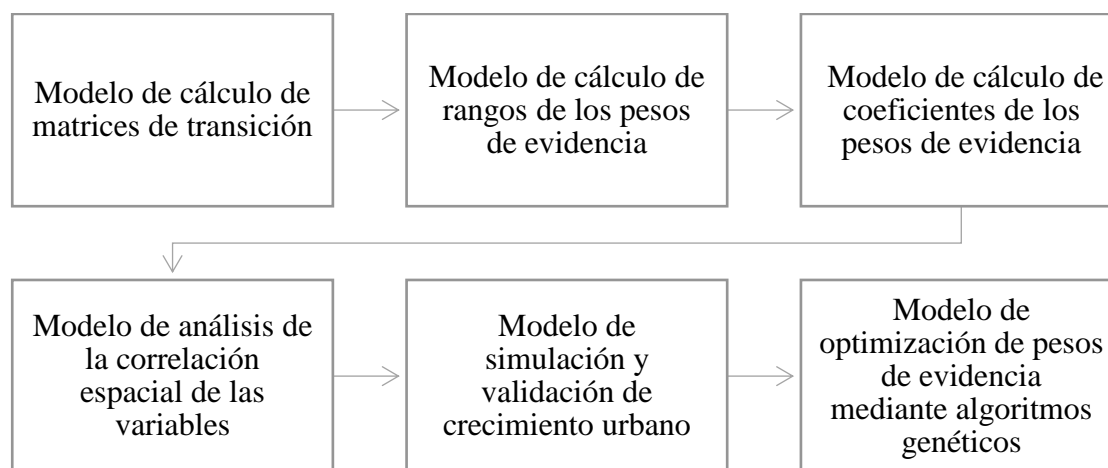 Modelo de cálculo de
matrices de transición
Modelo de cálculo de
rangos de los pesos
de evidencia
Modelo de cálculo de
coeficientes de los
pesos de evidencia
Modelo de análisis de
la correlación
espacial de las
variables
Modelo de
simulación y
validación de
crecimiento urbano
Modelo de
optimización de pesos
de evidencia
mediante algoritmos
genéticos